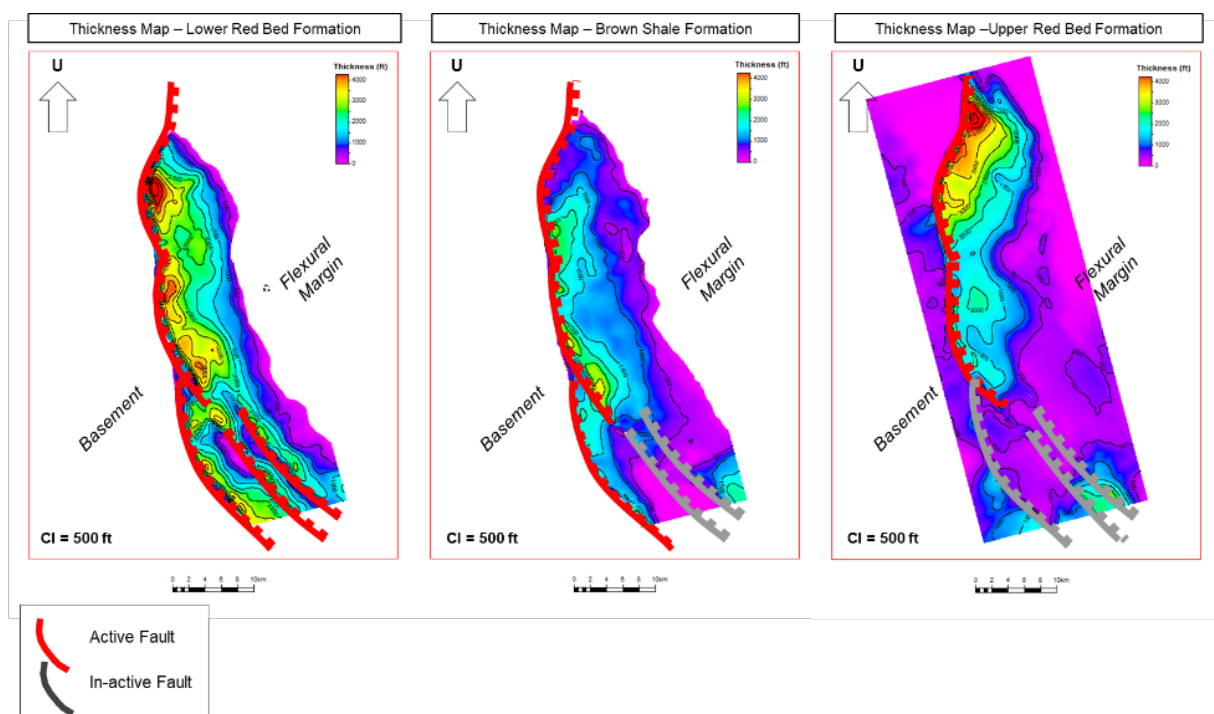 Thickness Map – Lower Red Bed Formation
Thickness Map – Brown Shale Formation
Thickness Map –Upper Red Bed Formation
U
Thickness (ft)
4000
3000
2000
1000
0
Flexural
Margin
Basement
CI = 500 ft
0 2 4 6 8 10km
U
Thickness (ft)
4000
3000
2000
1000
0
Flexural
Margin
Basement
CI = 500 ft
0 2 4 6 8 10km
U
Thickness (ft)
4000
3000
2000
1000
0
Flexural
Margin
Basement
CI = 500 ft
0 2 4 6 8 10km
Active Fault
In-active Fault